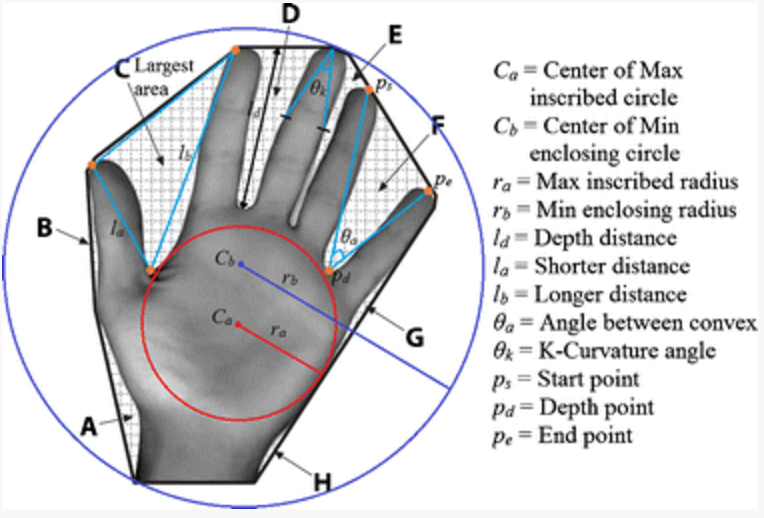 D
E
C Largest
area
p_s
θ_k
l_d
F
l_b
p_e
B
l_a
θ_a
C_b
p_d
r_b
C_a
r_a
G
A
H
C_a = Center of Max
inscribed circle
C_b = Center of Min
enclosing circle
r_a = Max inscribed radius
r_b = Min enclosing radius
l_d = Depth distance
l_a = Shorter distance
l_b = Longer distance
θ_a = Angle between convex
θ_k = K-Curvature angle
p_s = Start point
p_d = Depth point
p_e = End point